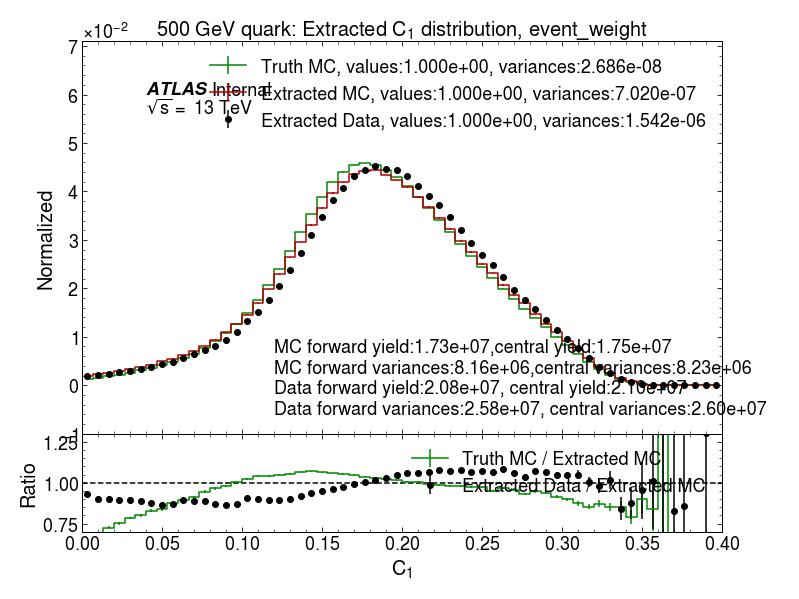 ×10⁻² 500 GeV quark: Extracted C₁ distribution, event_weight
7
Truth MC, values:1.000e+00, variances:2.686e-08
ATLAS Internal
Extracted MC, values:1.000e+00, variances:7.020e-07
6
√s = 13 TeV
Extracted Data, values:1.000e+00, variances:1.542e-06
5
4
Normalized
3
2
1
MC forward yield:1.73e+07,central yield:1.75e+07
MC forward variances:8.16e+06,central variances:8.23e+06
0
Data forward yield:2.08e+07, central yield:2.10e+07
Data forward variances:2.58e+07, central variances:2.60e+07
1
1.25
Truth MC / Extracted MC
Ratio
1.00
Extracted Data / Extracted MC
0.75
0.00 0.05 0.10 0.15 0.20 0.25 0.30 0.35 0.40
C₁